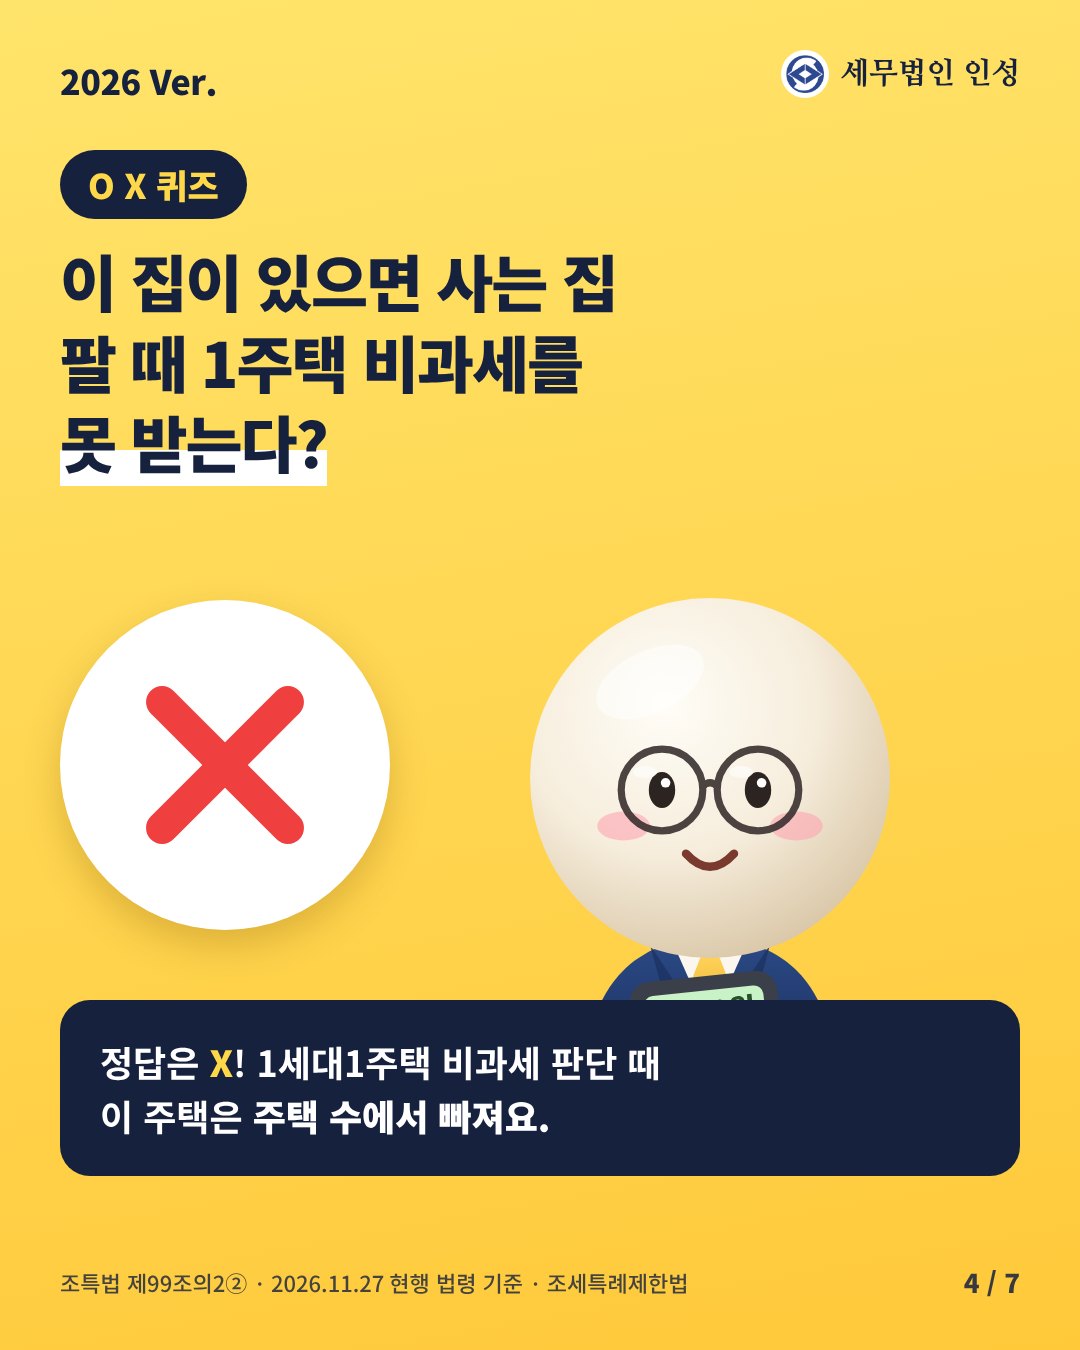 2026 Ver.
세무법인 인성
O X 퀴즈
이 집이 있으면 사는 집
팔 때 1주택 비과세를
못 받는다?
정답은 X! 1세대1주택 비과세 판단 때
이 주택은 주택 수에서 빠져요.
조특법 제99조의2② · 2026.11.27 현행 법령 기준 · 조세특례제한법
4 / 7